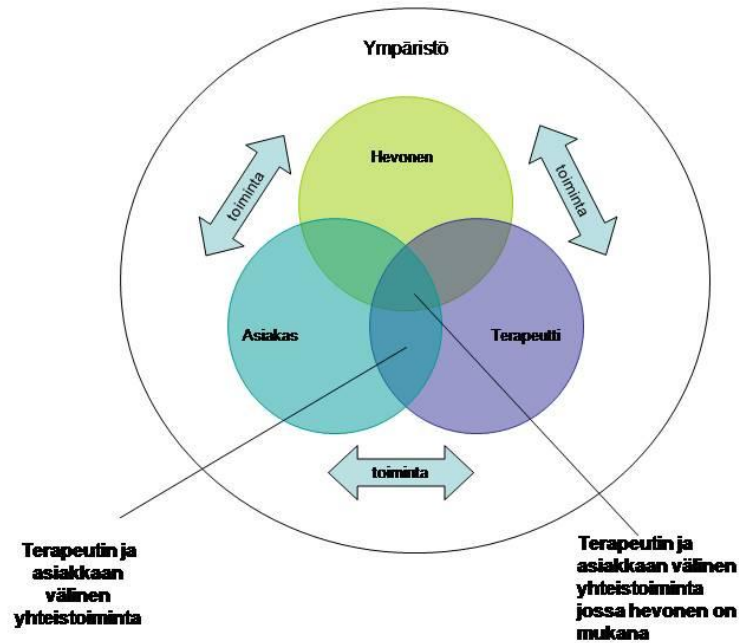 Ympäristö
Hevonen
toiminta
toiminta
Asiakas
Terapeutti
toiminta
Terapeutin ja
asiakkaan
välinen
yhteistoiminta
Terapeutin ja
asiakkaan välinen
yhteistoiminta
jossa hevonen on
mukana